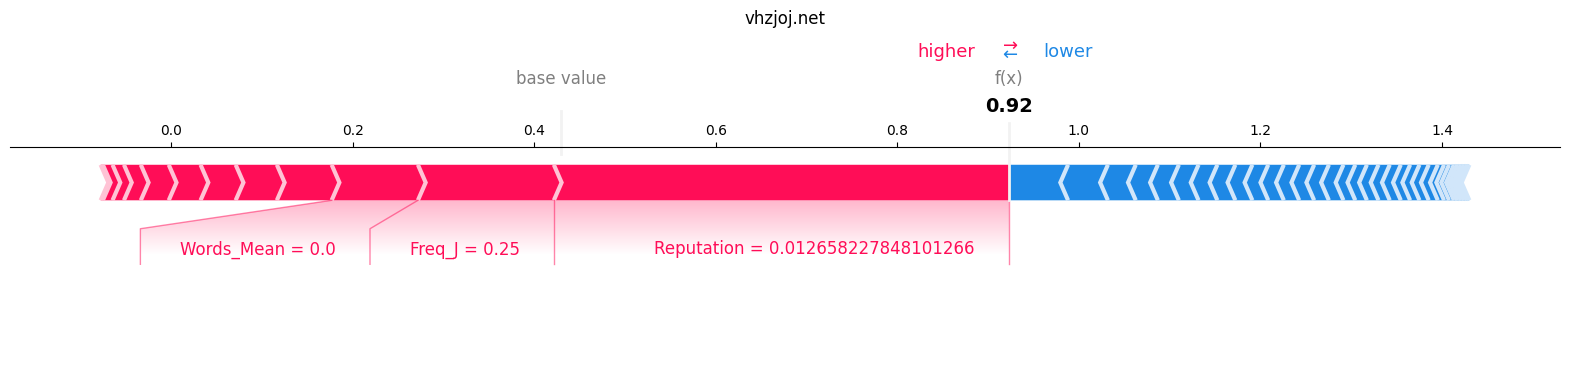 vhzjoj.net
higher ⇄ lower
base value f(x)
0.92
0.0 0.2 0.4 0.6 0.8 1.0 1.2 1.4
Words_Mean = 0.0 Freq_J = 0.25 Reputation = 0.012658227848101266